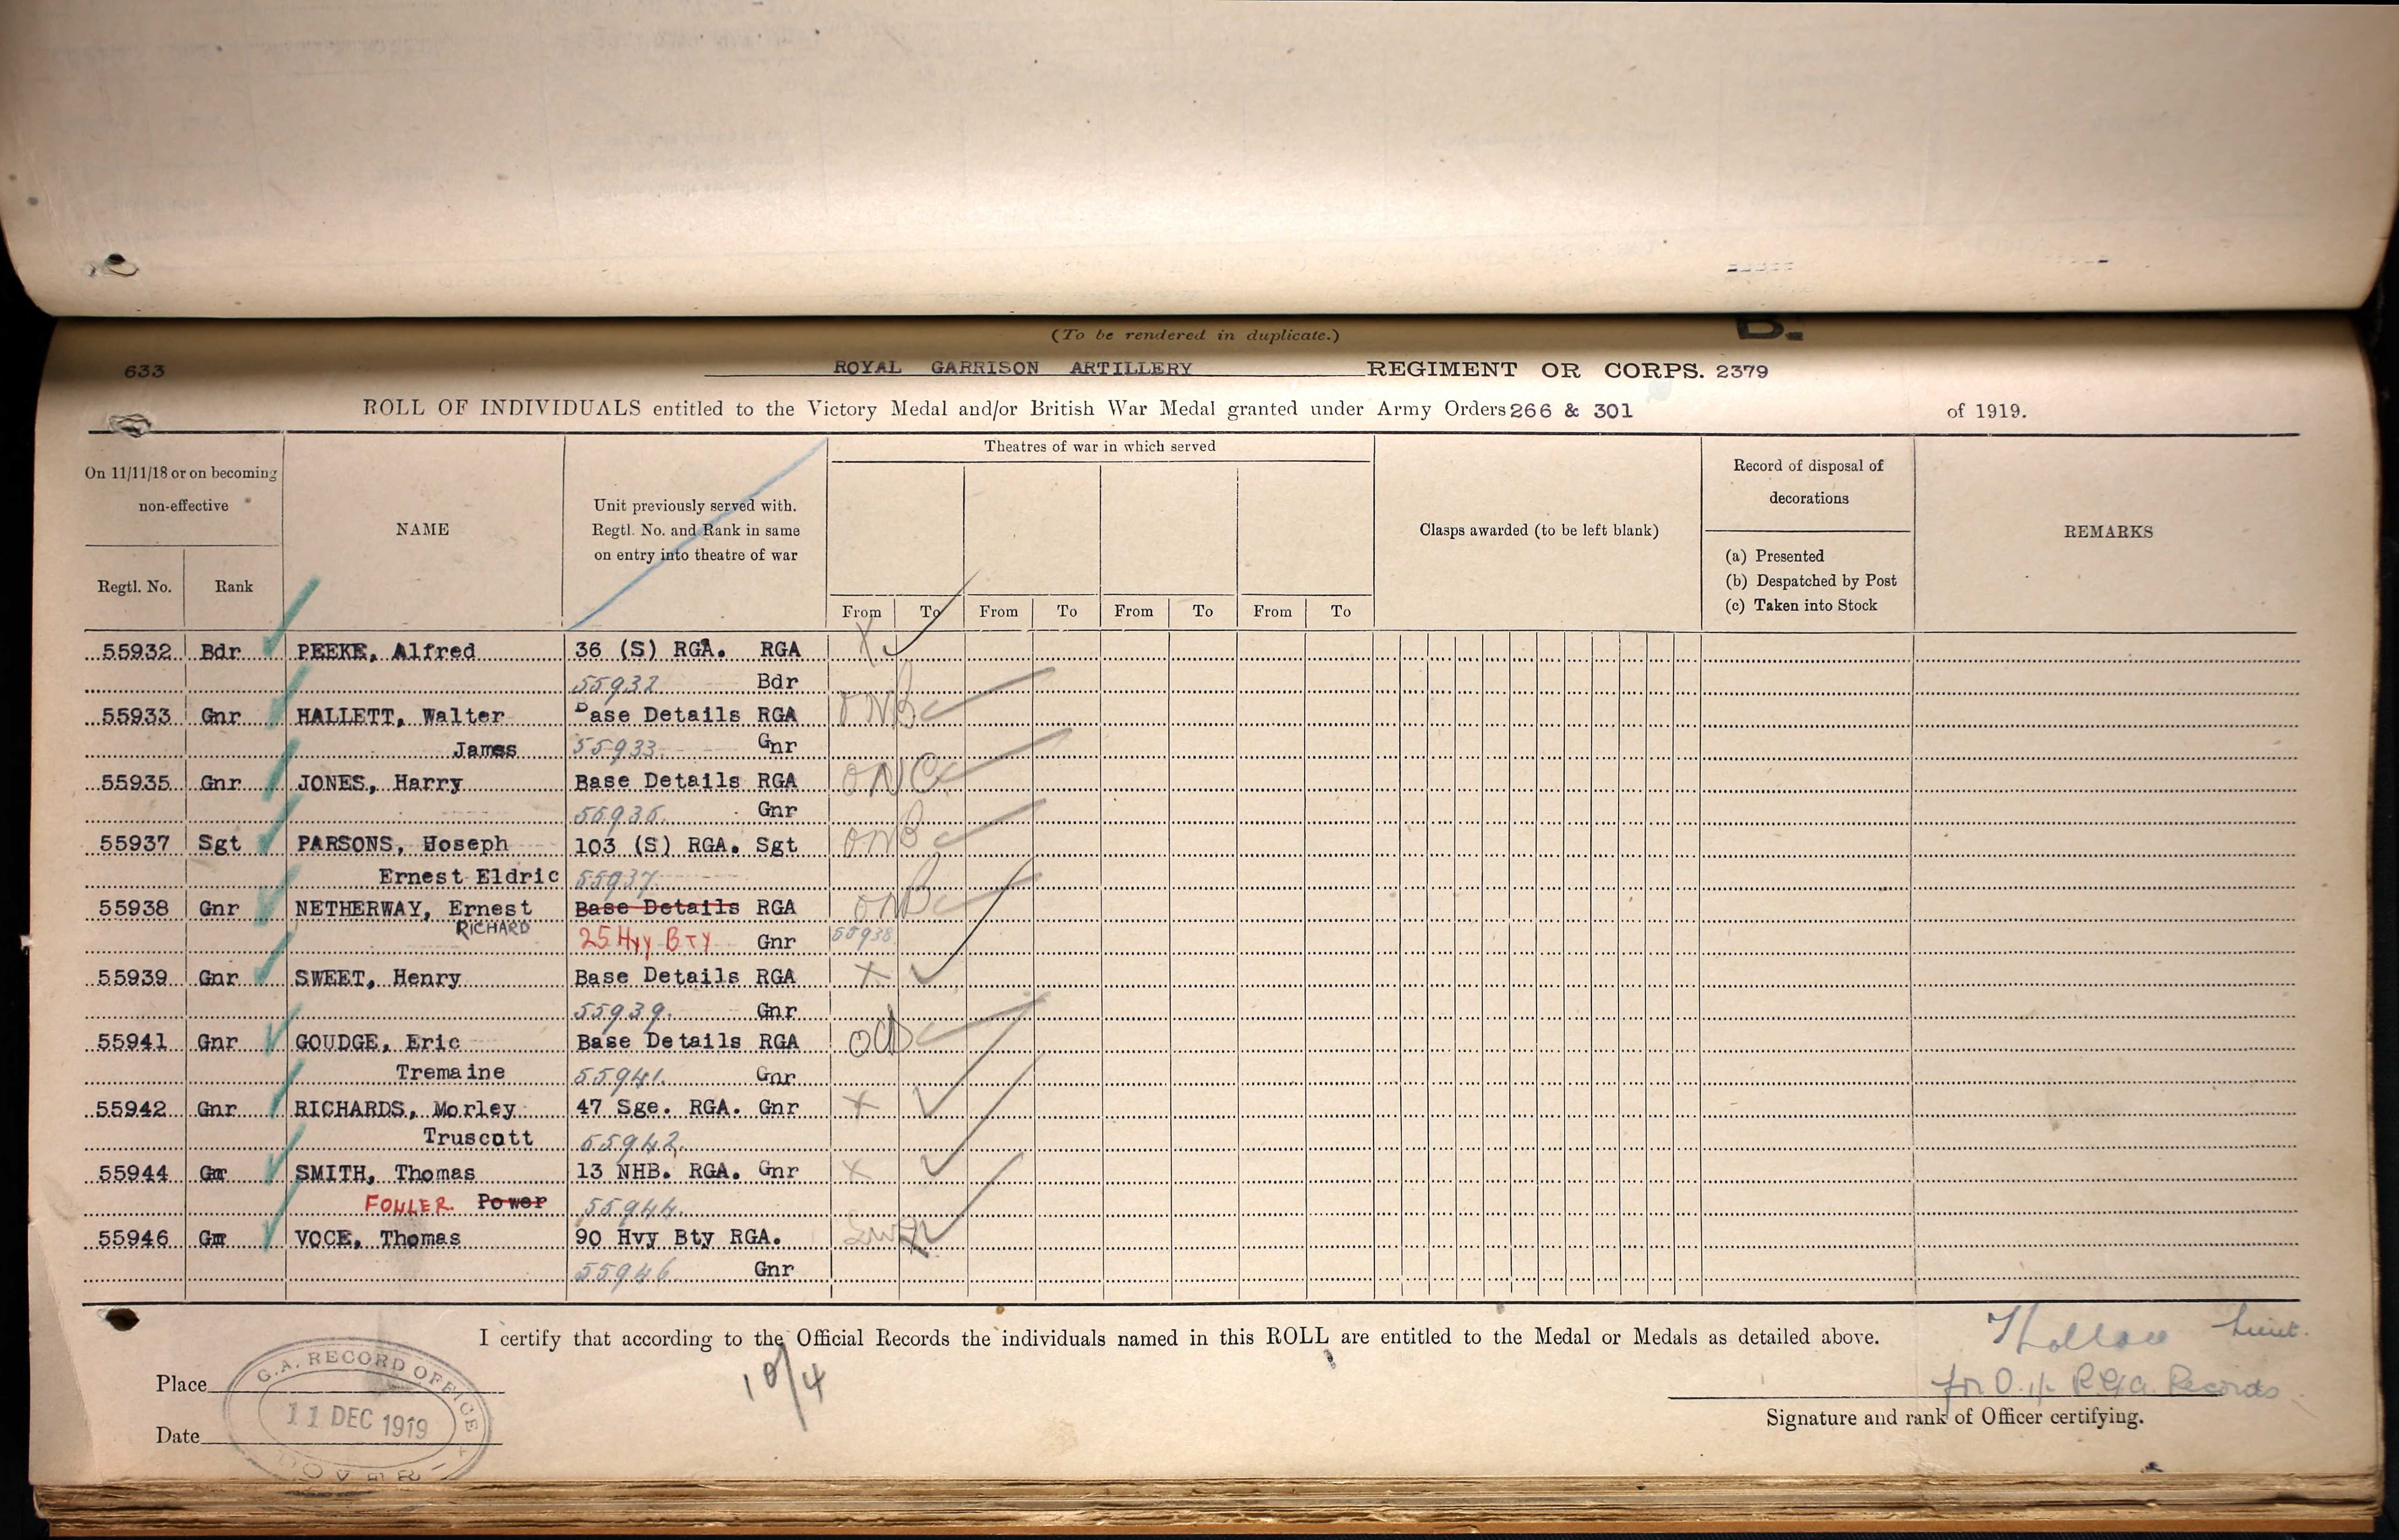 (To be rendered in duplicate.)
B.
633 ROYAL GARRISON ARTILLERY REGIMENT OR CORPS. 2379
ROLL OF INDIVIDUALS entitled to the Victory Medal and/or British War Medal granted under Army Orders 266 & 301 of 1919.
On 11/11/18 or on becoming non-effective
Regtl. No. Rank
NAME
Unit previously served with.
Regtl. No. and Rank in same
on entry into theatre of war
Theatres of war in which served
From To From To From To From To
Clasps awarded (to be left blank)
Record of disposal of
decorations
(a) Presented
(b) Despatched by Post
(c) Taken into Stock
REMARKS
55932 Bdr PEEKE, Alfred 36 (S) RGA. RGA X
55932 Bdr
55933 Gnr HALLETT, Walter Base Details RGA ONB
James 55933 Gnr
55935 Gnr JONES, Harry Base Details RGA ONC
55935 Gnr
55937 Sgt PARSONS, Hoseph 103 (S) RGA. Sgt ONB
Ernest Eldric 55937
55938 Gnr NETHERWAY, Ernest Base Details RGA ONB
RICHARD 25 Hvy BTY Gnr 55938
55939 Gnr SWEET, Henry Base Details RGA X
55939 Gnr
55941 Gnr GOUDGE, Eric Base Details RGA
Tremaine 55941 Gnr
55942 Gnr RICHARDS, Morley 47 Sge. RGA. Gnr X
Truscott 55942
55944 Gnr SMITH, Thomas 13 NHB. RGA. Gnr X
FOWLER Power 55944
55946 Gnr VOCE, Thomas 90 Hvy Bty RGA.
55946 Gnr
I certify that according to the Official Records the individuals named in this ROLL are entitled to the Medal or Medals as detailed above.
10/4
Lieut.
for O. i/c RGA Records
Place
Date
G.A. RECORD OFFICE
11 DEC 1919
DOVER
Signature and rank of Officer certifying.